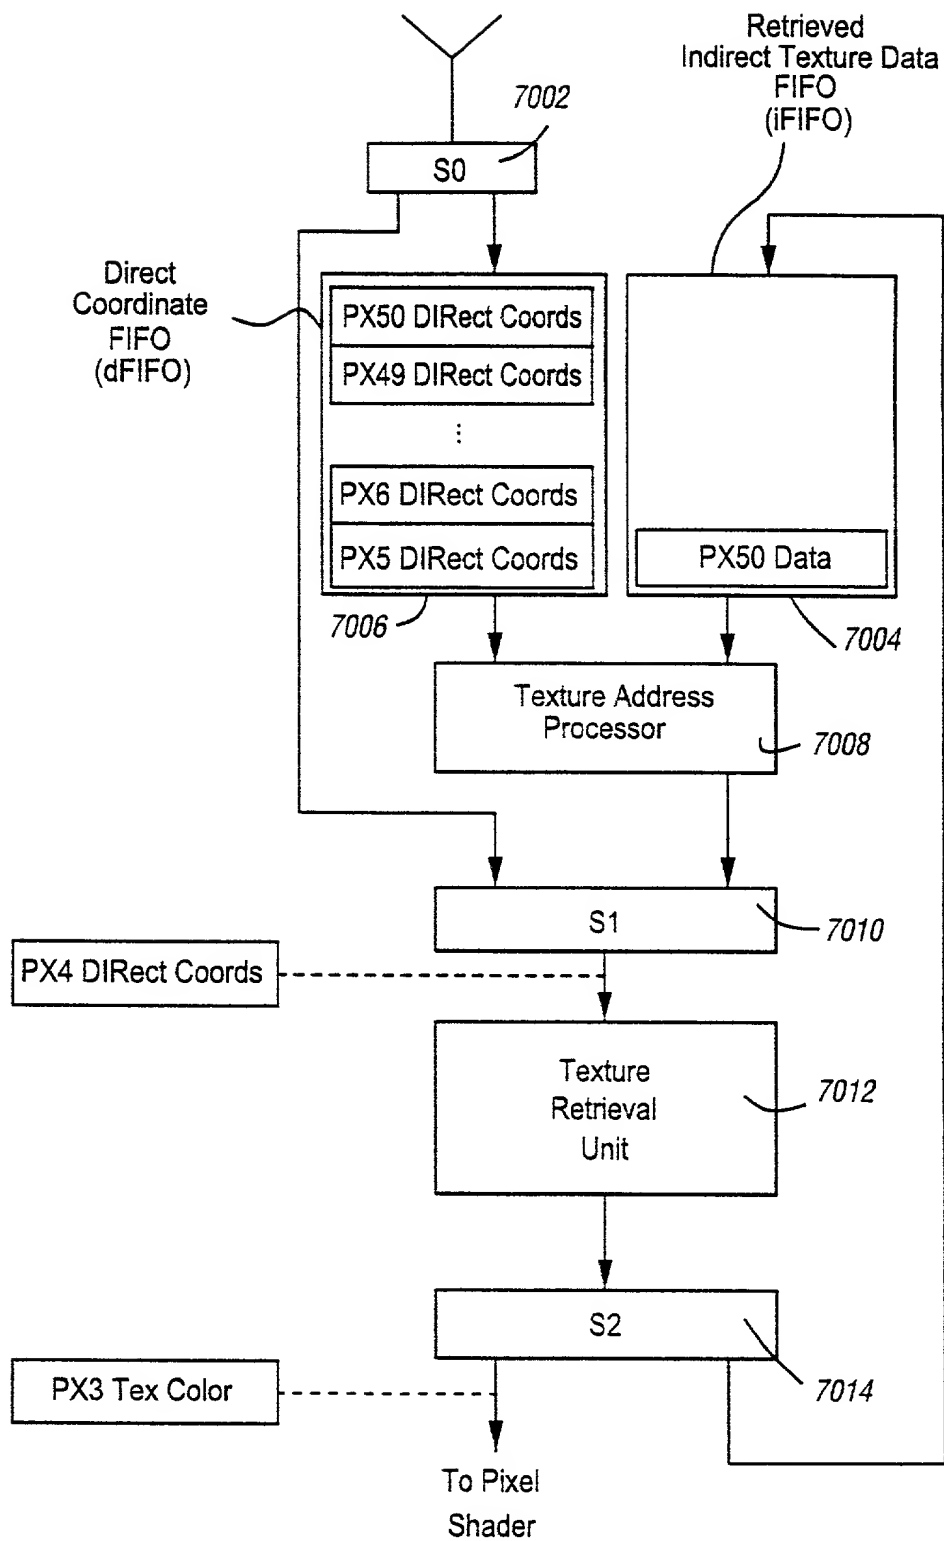 Retrieved
Indirect Texture Data
FIFO
(iFIFO)
7002
S0
Direct
Coordinate
FIFO
(dFIFO)
PX50 DIRect Coords
PX49 DIRect Coords
⋮
PX6 DIRect Coords
PX5 DIRect Coords
PX50 Data
7006
7004
Texture Address
Processor
7008
S1
7010
PX4 DIRect Coords
Texture
Retrieval
Unit
7012
S2
7014
PX3 Tex Color
To Pixel
Shader